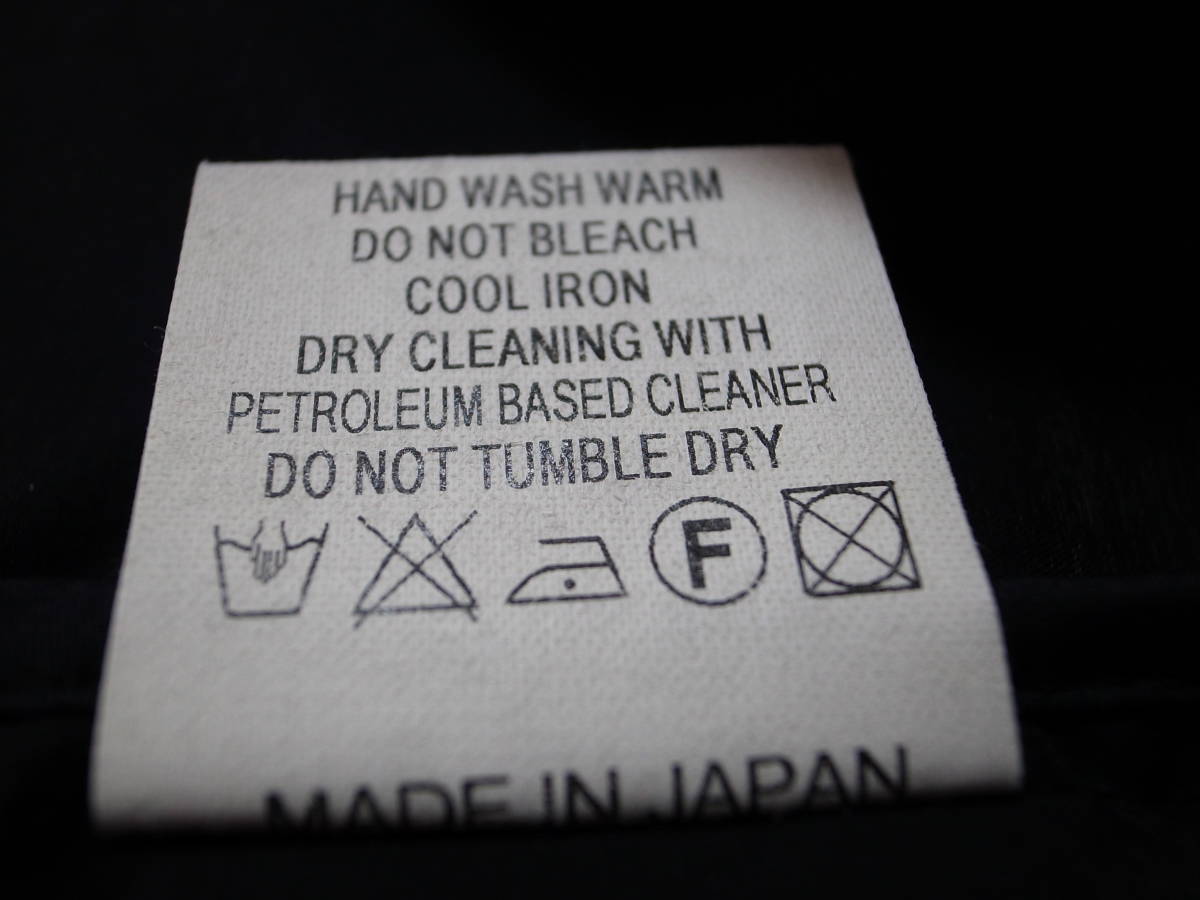 HAND WASH WARM
DO NOT BLEACH
COOL IRON
DRY CLEANING WITH
PETROLEUM BASED CLEANER
DO NOT TUMBLE DRY
F
MADE IN JAPAN